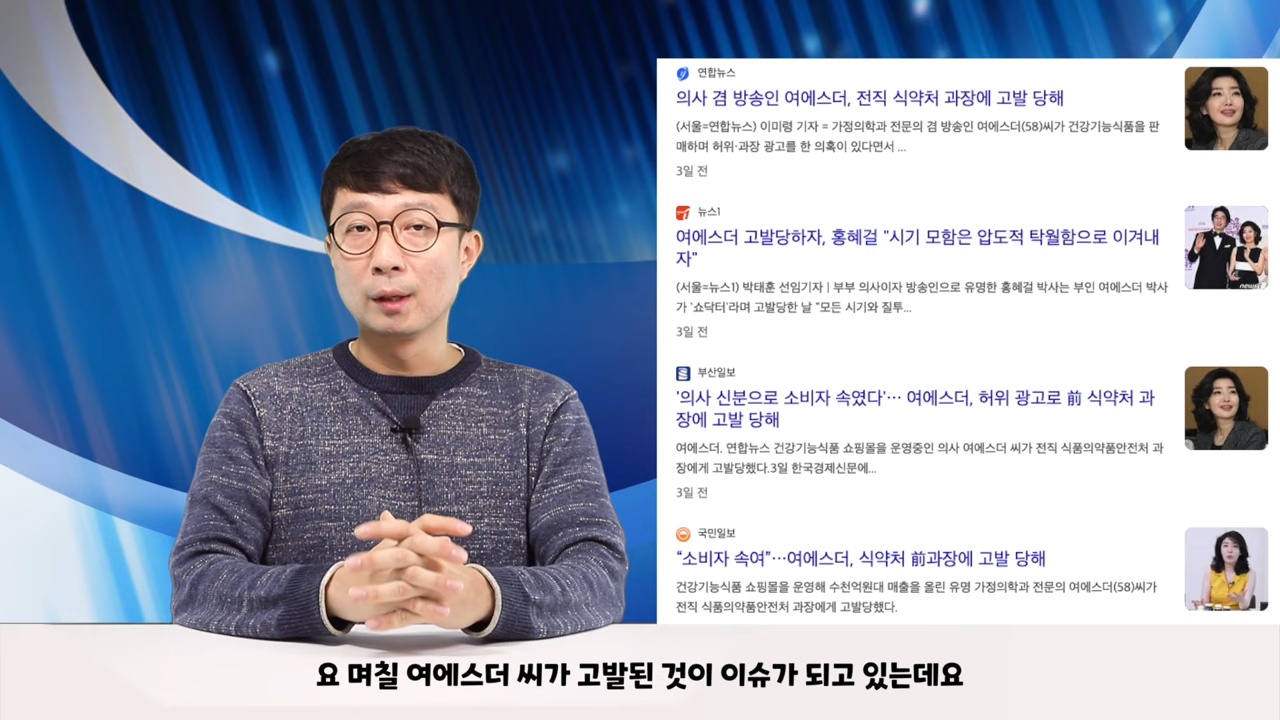 연합뉴스
의사 겸 방송인 여에스더, 전직 식약처 과장에 고발 당해
(서울=연합뉴스) 이미령 기자 = 가정의학과 전문의 겸 방송인 여에스더(58)씨가 건강기능식품을 판
매하며 허위·과장 광고를 한 의혹이 있다면서 ...
3일 전
뉴스1
여에스더 고발당하자, 홍혜걸 "시기 모함은 압도적 탁월함으로 이겨내
자"
(서울=뉴스1) 박태훈 선임기자 | 부부 의사이자 방송인으로 유명한 홍혜걸 박사는 부인 여에스더 박사
가 '쇼닥터'라며 고발당한 날 "모든 시기와 질투...
3일 전
부산일보
'의사 신분으로 소비자 속였다'… 여에스더, 허위 광고로 前 식약처 과
장에 고발 당해
여에스더. 연합뉴스 건강기능식품 쇼핑몰을 운영중인 의사 여에스더 씨가 전직 식품의약품안전처 과
장에게 고발당했다.3일 한국경제신문에...
3일 전
국민일보
“소비자 속여”…여에스더, 식약처 前과장에 고발 당해
건강기능식품 쇼핑몰을 운영해 수천억원대 매출을 올린 유명 가정의학과 전문의 여에스더(58)씨가
전직 식품의약품안전처 과장에게 고발당했다.
요 며칠 여에스더 씨가 고발된 것이 이슈가 되고 있는데요